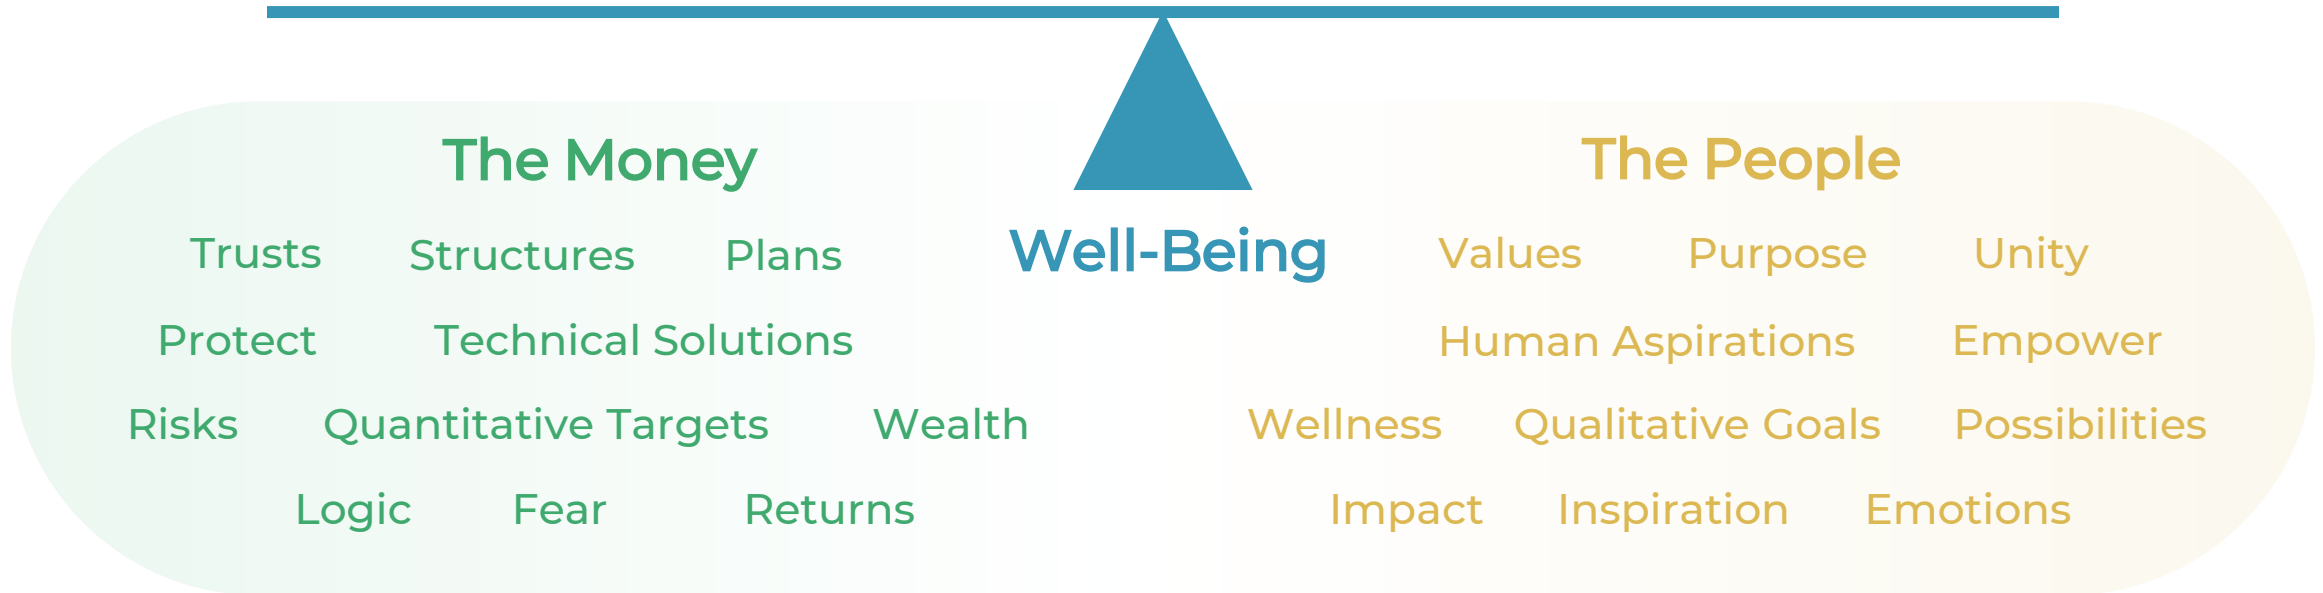 The Money
Trusts Structures Plans
Protect Technical Solutions
Risks Quantitative Targets Wealth
Logic Fear Returns
Well-Being
The People
Values Purpose Unity
Human Aspirations Empower
Wellness Qualitative Goals Possibilities
Impact Inspiration Emotions